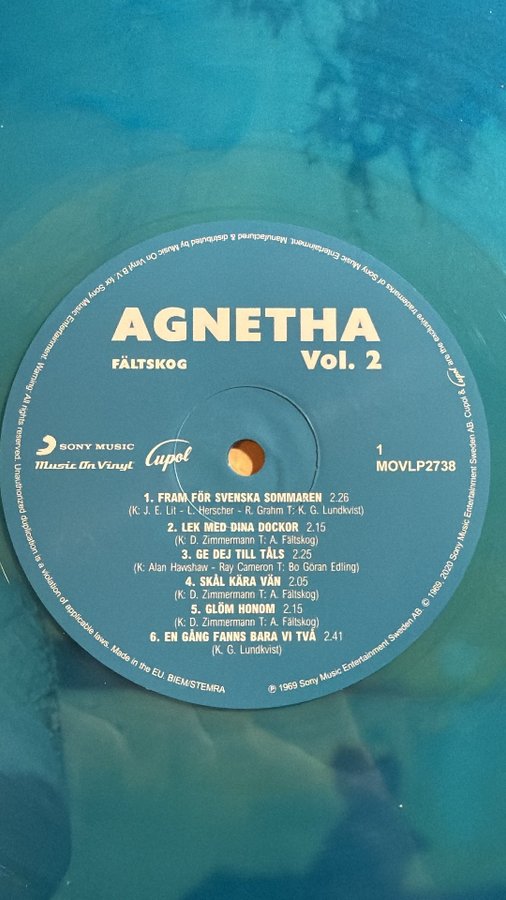 AGNETHA
FÄLTSKOG
Vol. 2
SONY MUSIC
Music On Vinyl
Cupol
1
MOVLP2738
1. FRAM FÖR SVENSKA SOMMAREN 2.26
(K: J. E. Lit - L. Herscher - R. Grahm T: K. G. Lundkvist)
2. LEK MED DINA DOCKOR 2.15
(K: D. Zimmermann T: A. Fältskog)
3. GE DEJ TILL TÅLS 2.25
(K: Alan Hawshaw - Ray Cameron T: Bo Göran Edling)
4. SKÅL KÄRA VÄN 2.05
(K: D. Zimmermann T: A. Fältskog)
5. GLÖM HONOM 2.15
(K: D. Zimmermann T: A. Fältskog)
6. EN GÅNG FANNS BARA VI TVÅ 2.41
(K. G. Lundkvist)
℗ 1969 Sony Music Entertainment Sweden AB. © 1969, 2020 Sony Music Entertainment Sweden AB. Cupol & Cupol are the exclusive trademarks of Sony Music Entertainment. Manufactured & distributed by Music On Vinyl B.V. for Sony Music Entertainment. Warning: All rights reserved. Unauthorized duplication is a violation of applicable laws. Made in the EU. BIEM/STEMRA